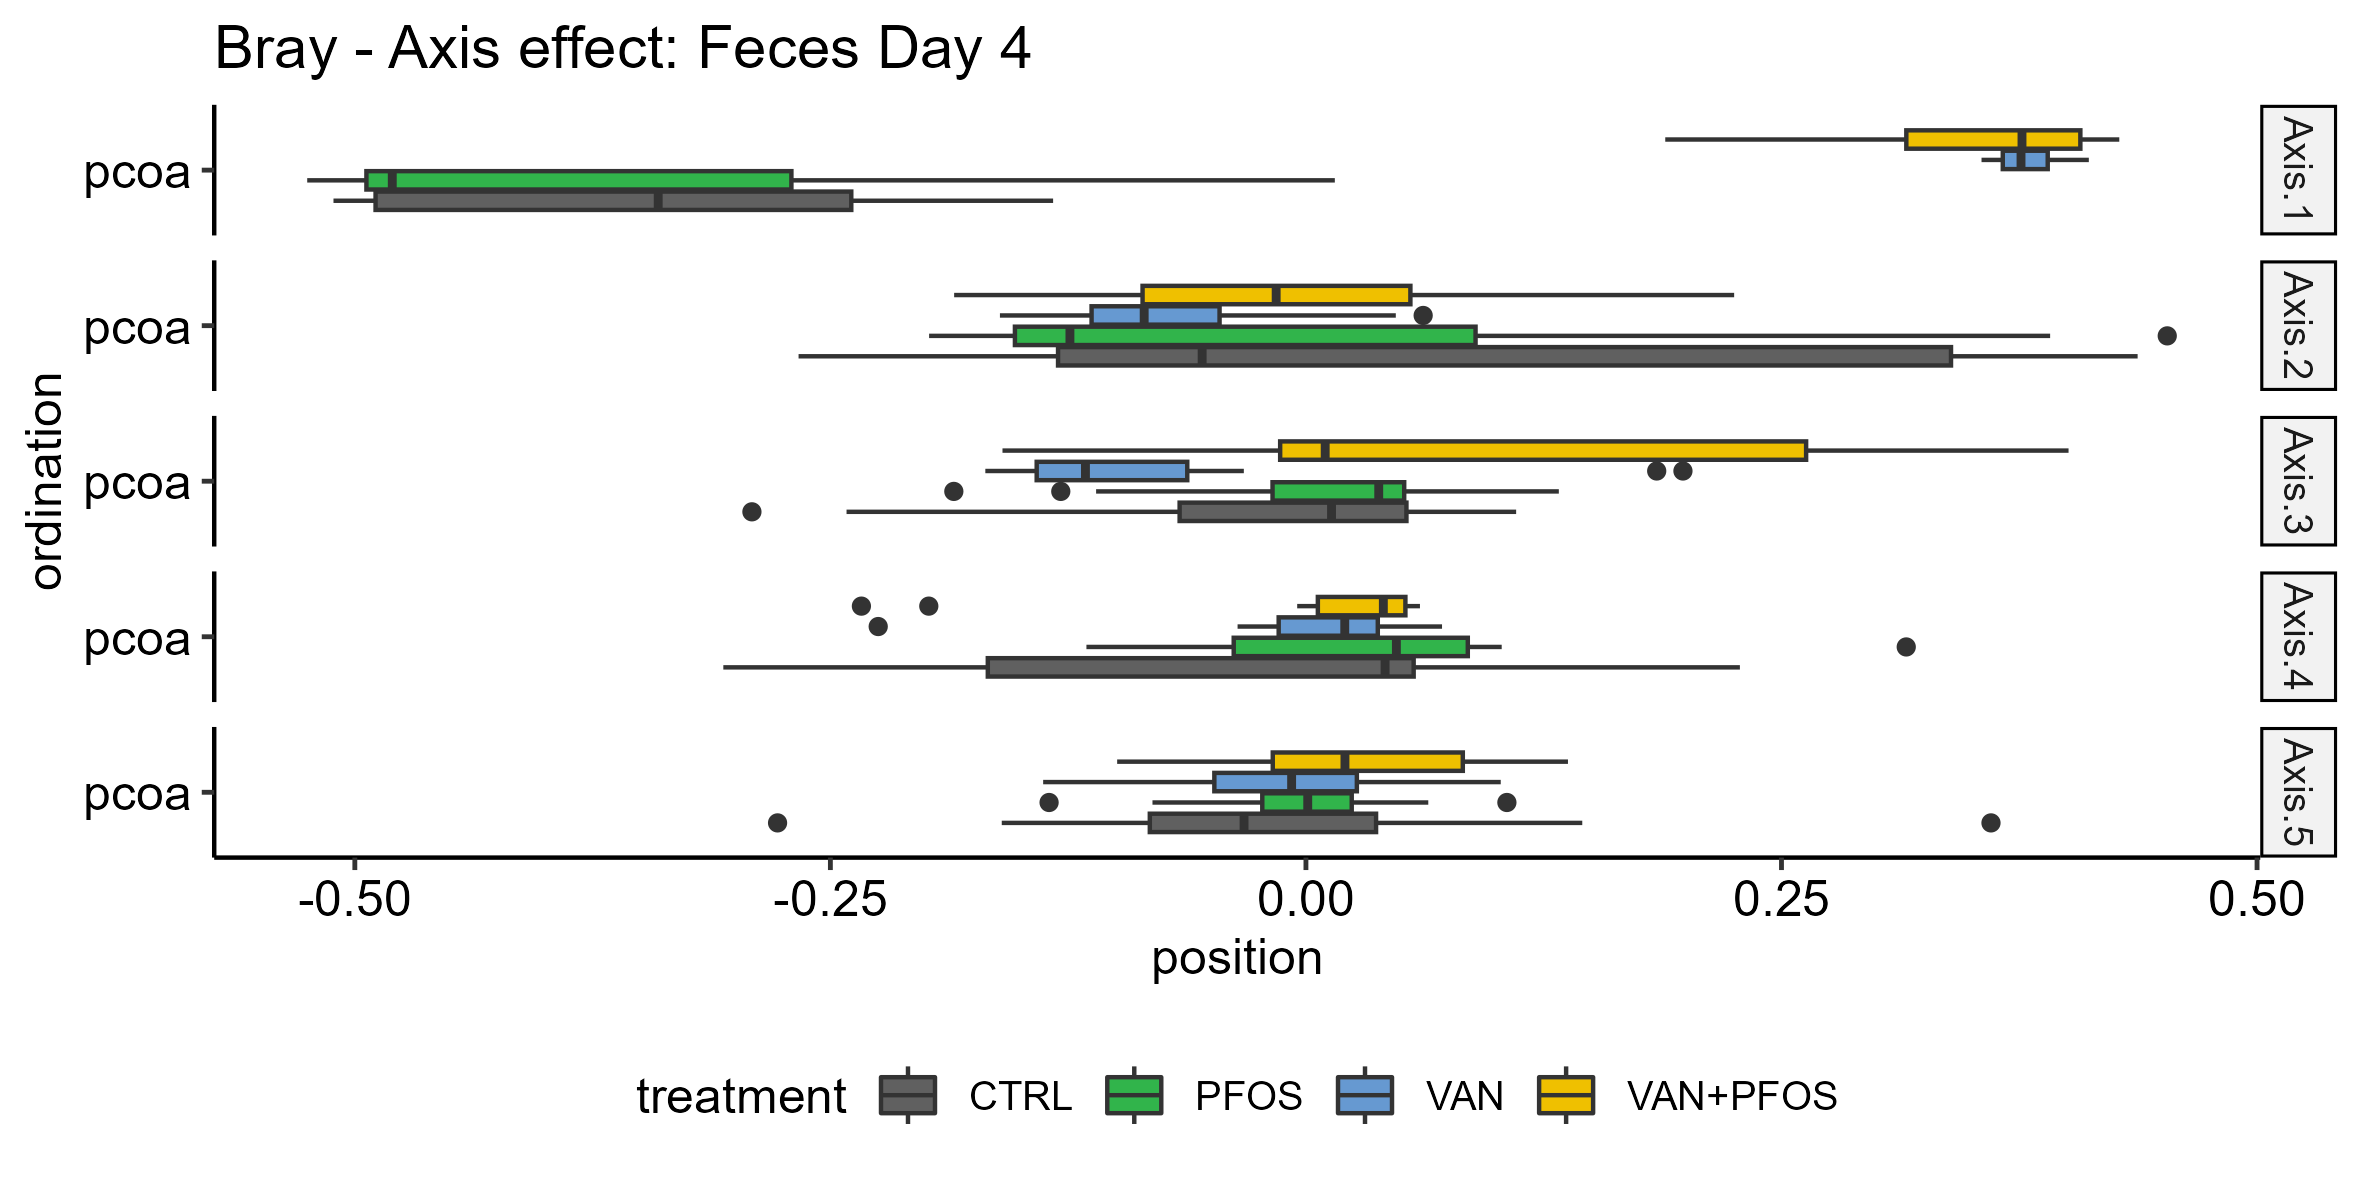 Bray - Axis effect: Feces Day 4
ordination
pcoa
Axis.1
pcoa
Axis.2
pcoa
Axis.3
pcoa
Axis.4
pcoa
Axis.5
-0.50 -0.25 0.00 0.25 0.50
position
treatment CTRL PFOS VAN VAN+PFOS